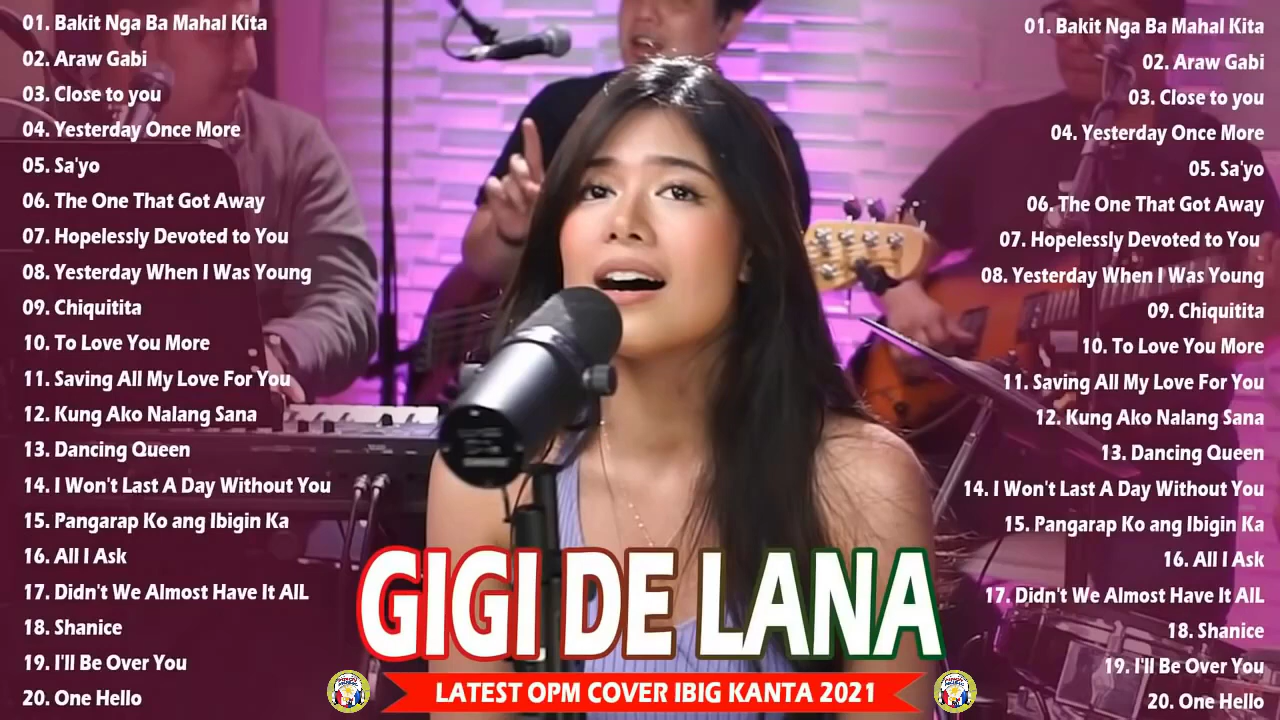 01. Bakit Nga Ba Mahal Kita
02. Araw Gabi
03. Close to you
04. Yesterday Once More
05. Sa'yo
06. The One That Got Away
07. Hopelessly Devoted to You
08. Yesterday When I Was Young
09. Chiquitita
10. To Love You More
11. Saving All My Love For You
12. Kung Ako Nalang Sana
13. Dancing Queen
14. I Won't Last A Day Without You
15. Pangarap Ko ang Ibigin Ka
16. All I Ask
17. Didn't We Almost Have It AlL
18. Shanice
19. I'll Be Over You
20. One Hello
01. Bakit Nga Ba Mahal Kita
02. Araw Gabi
03. Close to you
04. Yesterday Once More
05. Sa'yo
06. The One That Got Away
07. Hopelessly Devoted to You
08. Yesterday When I Was Young
09. Chiquitita
10. To Love You More
11. Saving All My Love For You
12. Kung Ako Nalang Sana
13. Dancing Queen
14. I Won't Last A Day Without You
15. Pangarap Ko ang Ibigin Ka
16. All I Ask
17. Didn't We Almost Have It AlL
18. Shanice
19. I'll Be Over You
20. One Hello
GIGI DE LANA
LATEST OPM COVER IBIG KANTA 2021